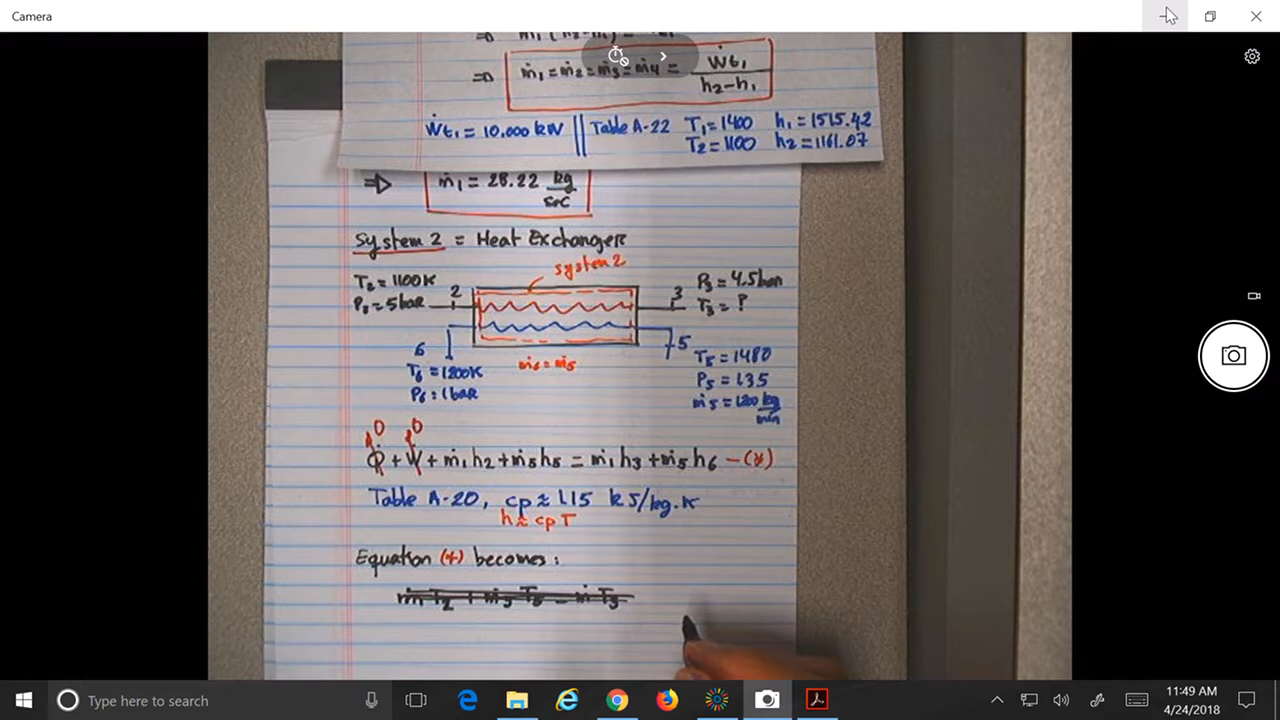 Camera
=> ṁ1 = ṁ2 = ṁ3 = ṁ4 = Ẇt1 / h2-h1
Ẇt1 = 10,000 kW || Table A-22 T1 = 1400 h1 = 1515.42
T2 = 1100 h2 = 1161.07
=> ṁ1 = 28.22 kg/sec
System 2 = Heat Exchanger
system 2
T2 = 1100K
P2 = 5bar
2
3
P3 = 4.5bar
T3 = ?
6
5
T6 = 1200K
P6 = 1bar
ṁ6 = ṁ5
T5 = 1480
P5 = 1.35
ṁ5 = 1200 kg/min
0 0
Q̇ + Ẇ + ṁ1h2 + ṁ5h5 = ṁ1h3 + ṁ5h6 - (*)
Table A-20, cp ≈ 1.15 kJ/kg.K
h ≈ cp T
Equation (*) becomes:
Type here to search
11:49 AM
4/24/2018